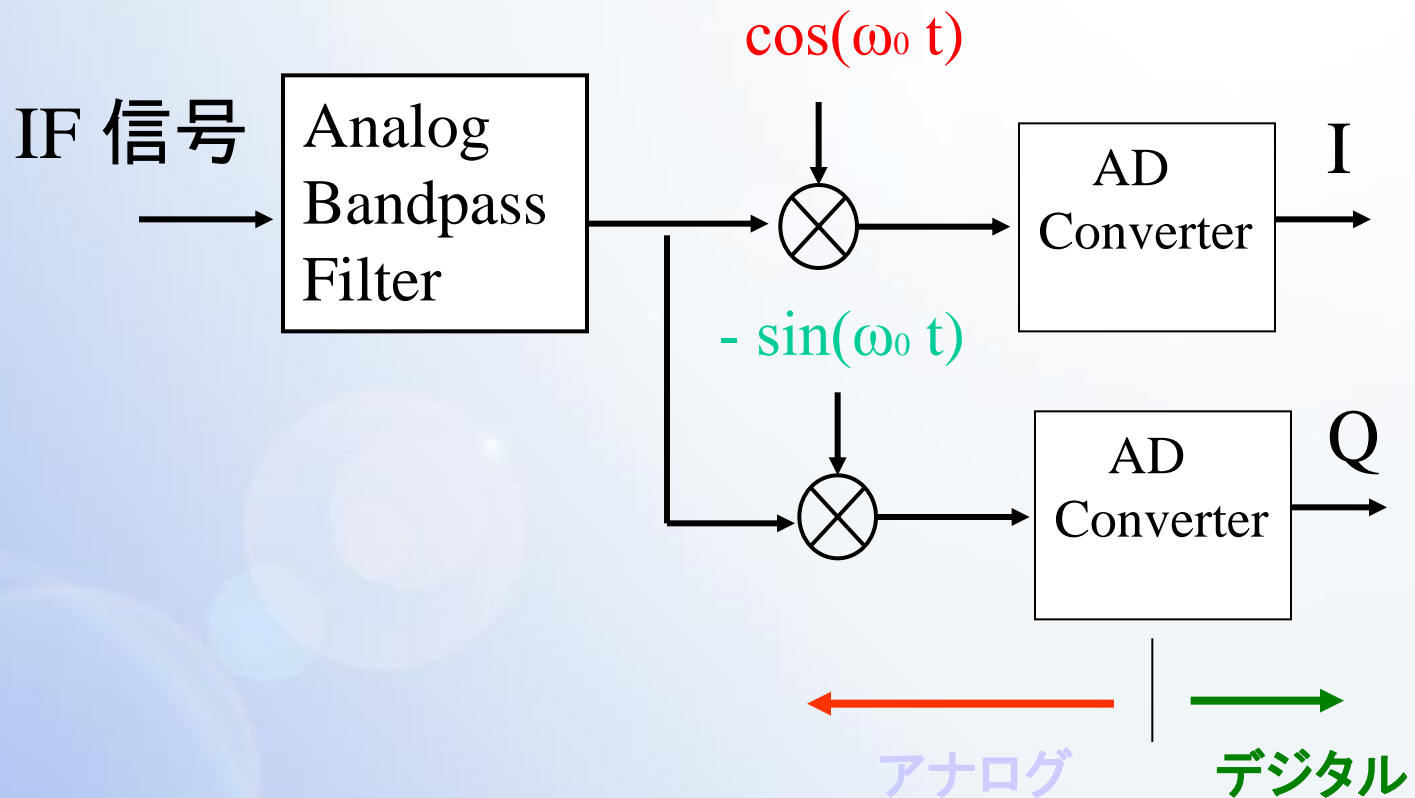 cos(ω₀ t)
IF 信号
Analog
Bandpass
Filter
AD
Converter
I
- sin(ω₀ t)
AD
Converter
Q
アナログ
デジタル